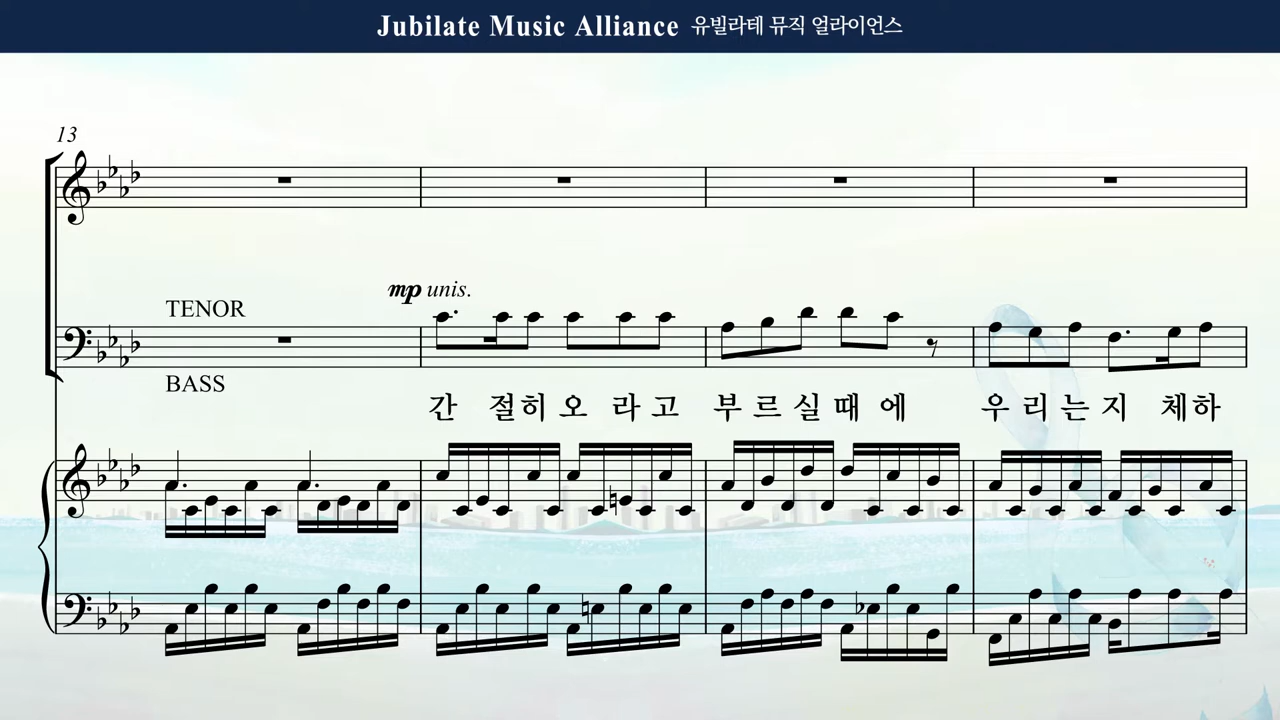 Jubilate Music Alliance 유빌라테 뮤직 얼라이언스
13
mp unis.
TENOR
BASS
간 절히 오 라 고 부 르 실 때 에 우 리 는 지 체 하